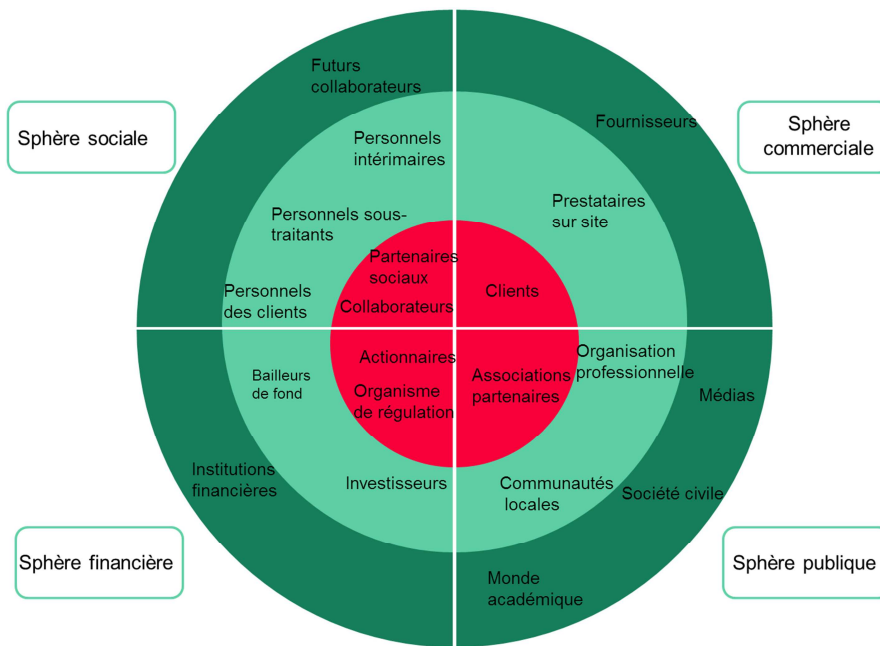 Futurs
collaborateurs
Sphère sociale
Personnels
intérimaires
Personnels sous-
traitants
Partenaires
sociaux
Personnels
des clients
Collaborateurs
Fournisseurs
Sphère
commerciale
Prestataires
sur site
Clients
Actionnaires
Bailleurs
de fond
Organisme
de régulation
Institutions
financières
Investisseurs
Sphère financière
Organisation
professionnelle
Associations
partenaires
Médias
Communautés
locales
Société civile
Monde
académique
Sphère publique